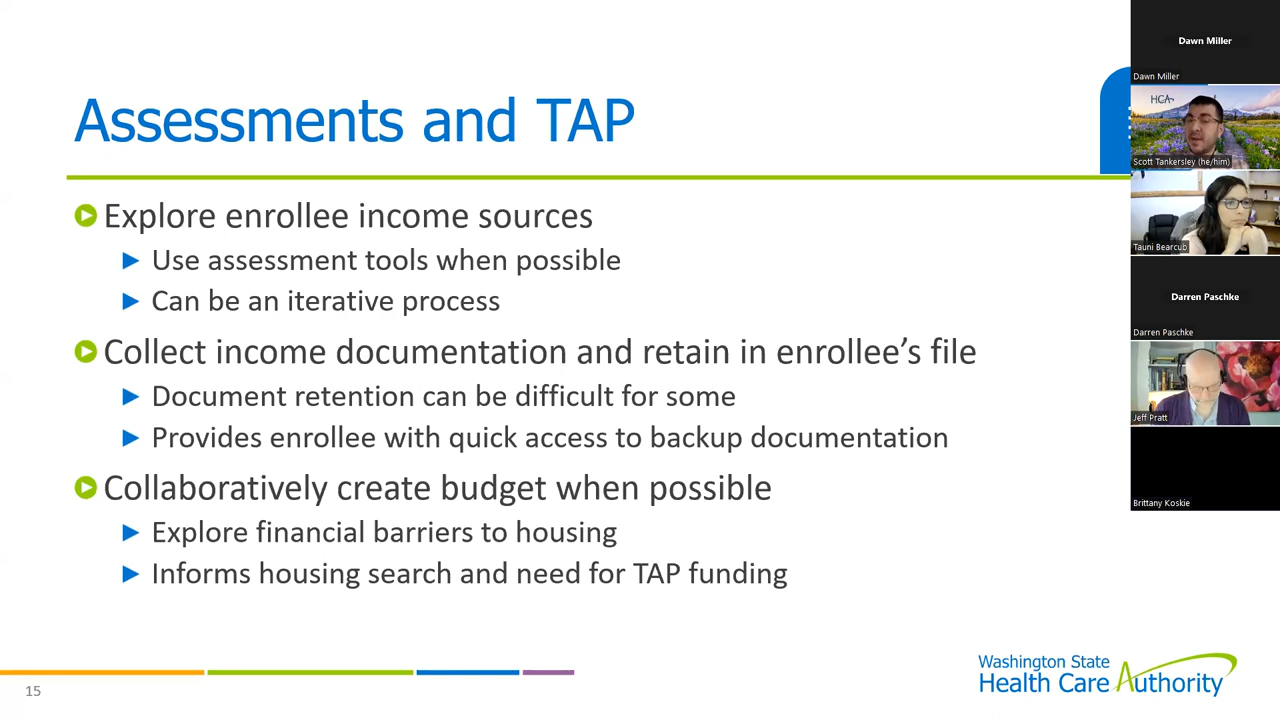 Assessments and TAP
Explore enrollee income sources
Use assessment tools when possible
Can be an iterative process
Collect income documentation and retain in enrollee’s file
Document retention can be difficult for some
Provides enrollee with quick access to backup documentation
Collaboratively create budget when possible
Explore financial barriers to housing
Informs housing search and need for TAP funding
15
Washington State
Health Care Authority
Dawn Miller
Dawn Miller
HCA
Scott Tankersley (he/him)
Tauni Bearcub
Darren Paschke
Darren Paschke
Jeff Pratt
Brittany Koskie